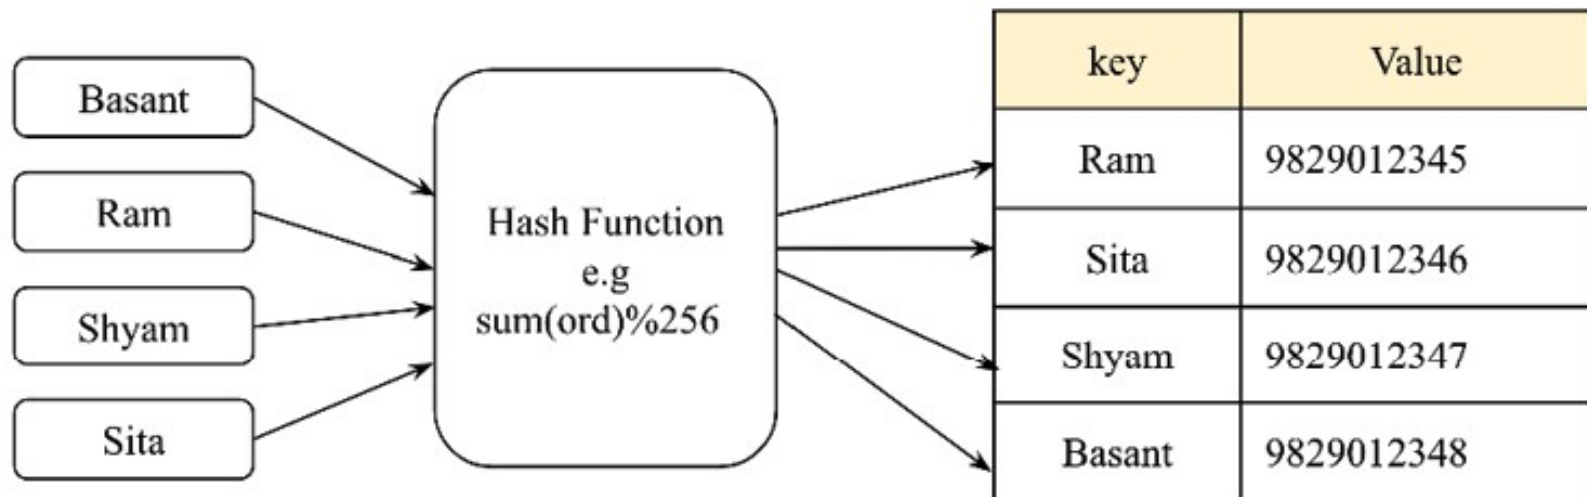 Basant
Ram
Shyam
Sita
Hash Function
e.g
sum(ord)%256
key Value
Ram 9829012345
Sita 9829012346
Shyam 9829012347
Basant 9829012348